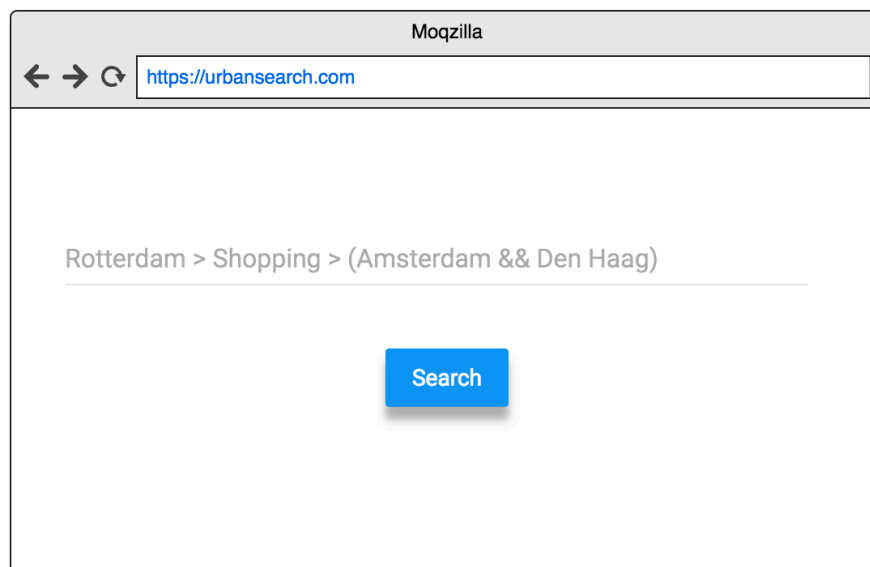 Moqzilla
https://urbansearch.com
Rotterdam > Shopping > (Amsterdam && Den Haag)
Search